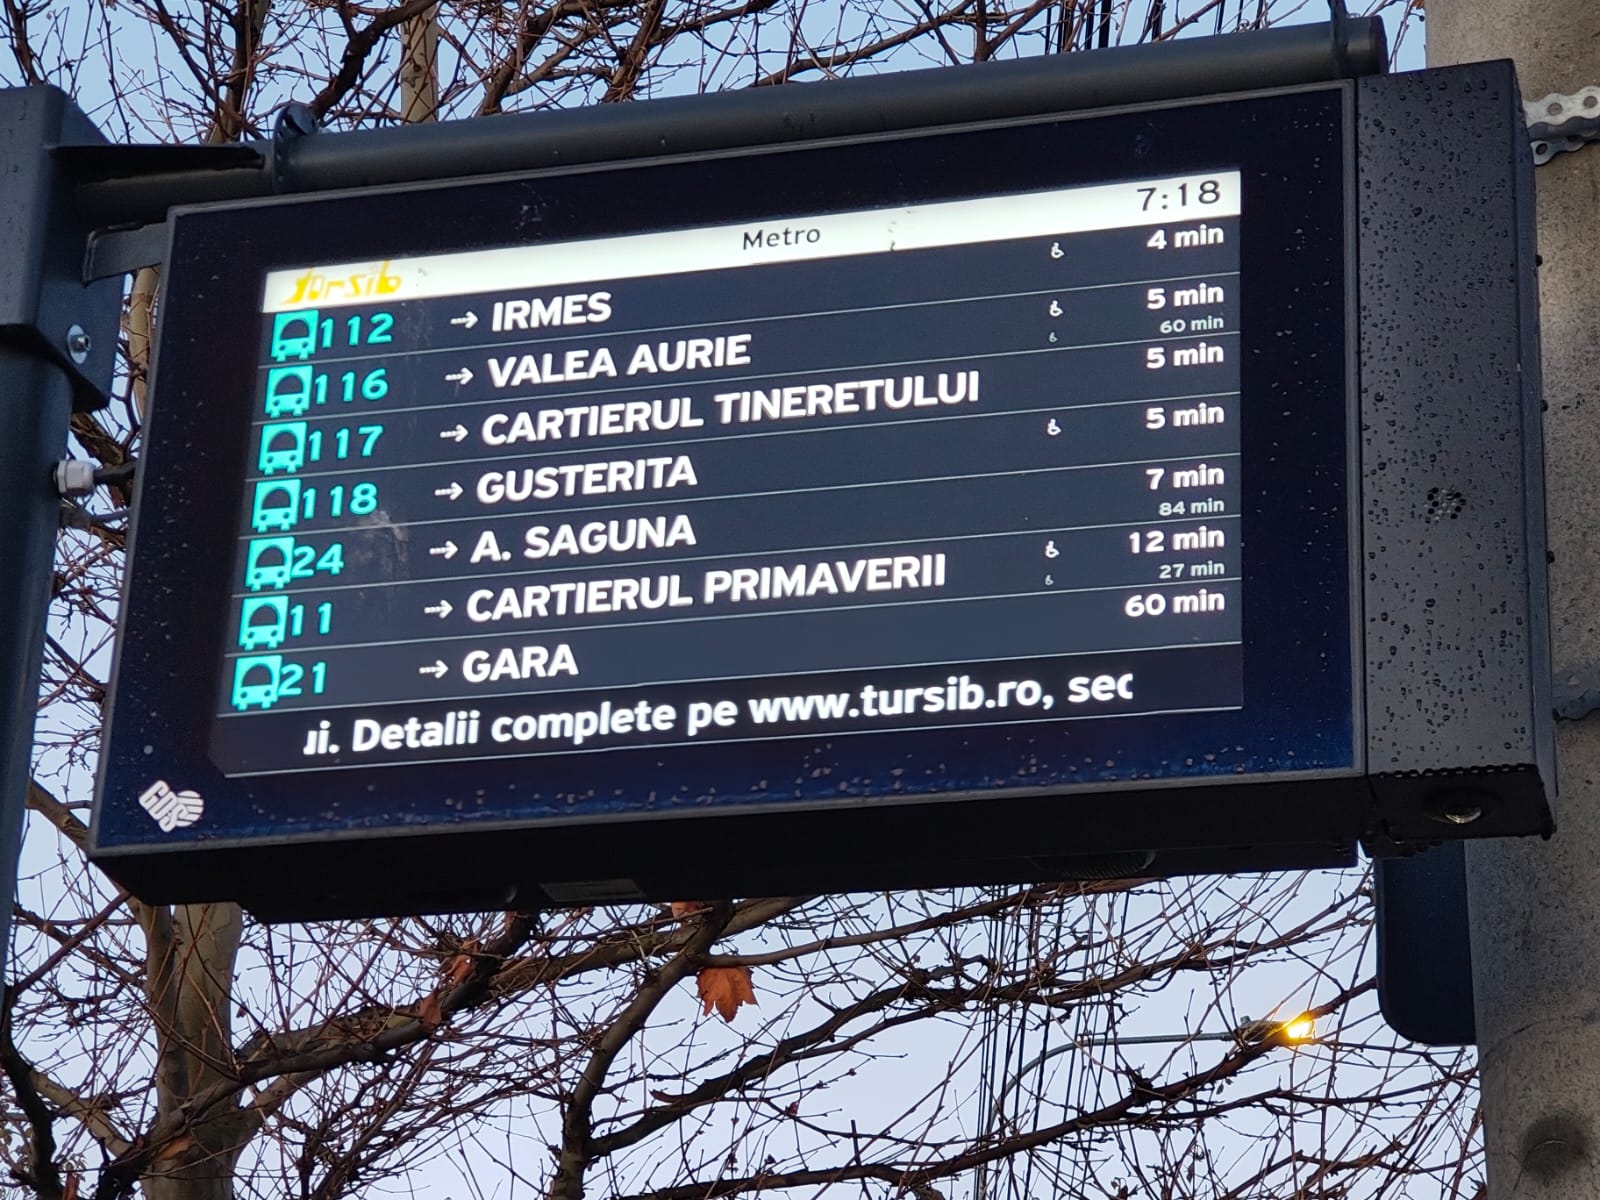 tursib Metro 7:18
112 → IRMES 4 min
116 → VALEA AURIE 5 min
60 min
117 → CARTIERUL TINERETULUI 5 min
118 → GUSTERITA 5 min
24 → A. SAGUNA 7 min
84 min
11 → CARTIERUL PRIMAVERII 12 min
27 min
21 → GARA 60 min
Detalii complete pe www.tursib.ro, sec